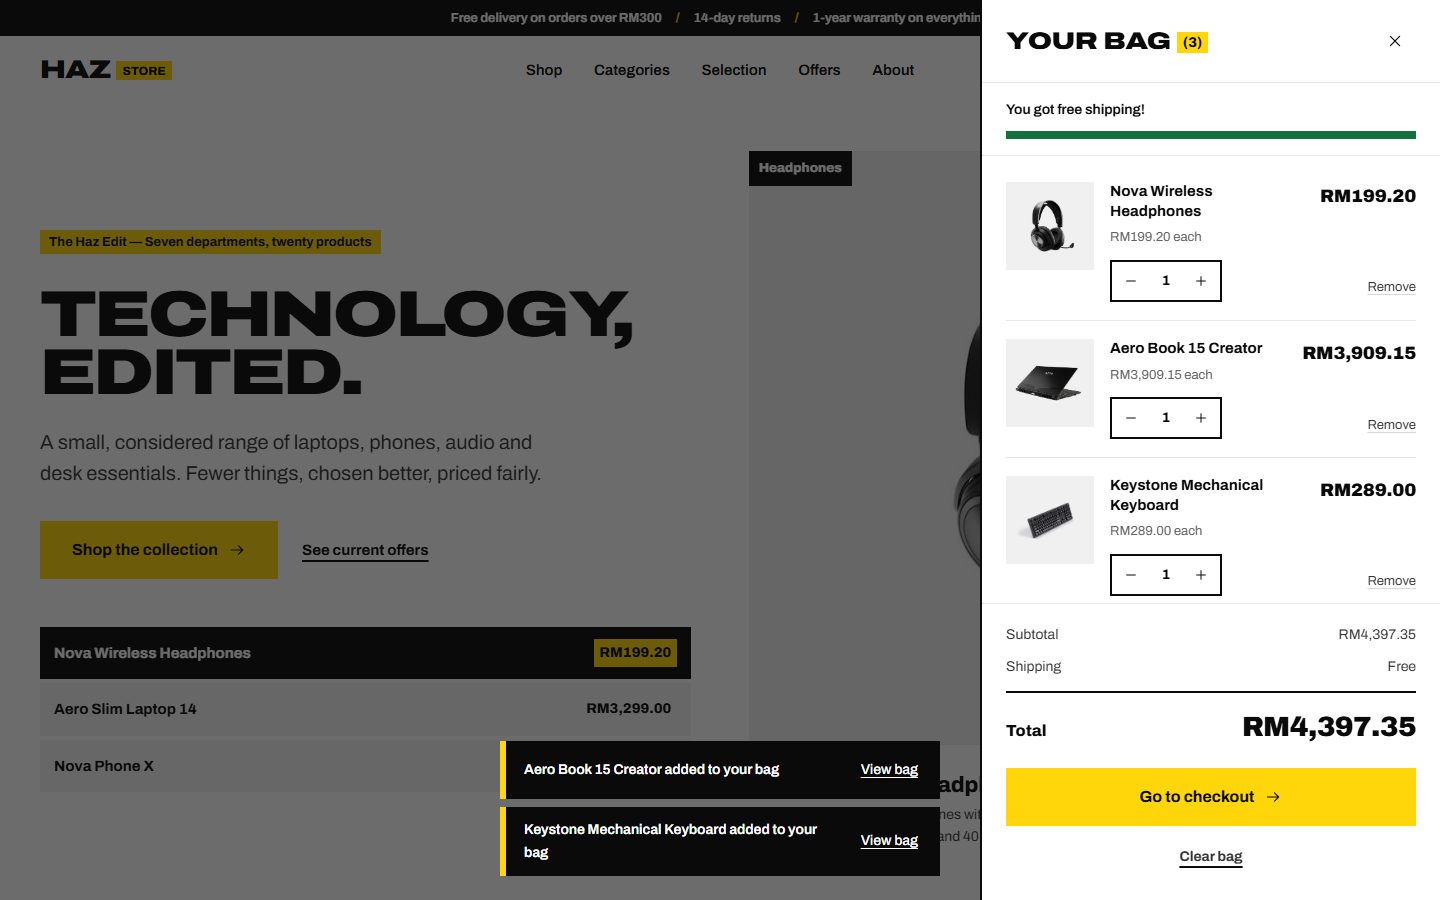 Free delivery on orders over RM300 / 14-day returns / 1-year warranty on
HAZ STORE
Shop Categories Selection Offers About
Headphones
The Haz Edit — Seven departments, twenty products
TECHNOLOGY,
EDITED.
A small, considered range of laptops, phones, audio and
desk essentials. Fewer things, chosen better, priced fairly.
Shop the collection →
See current offers
Nova Wireless Headphones RM199.20
Aero Slim Laptop 14 RM3,299.00
Nova Phone X
Aero Book 15 Creator added to your bag View bag
Keystone Mechanical Keyboard added to your
bag
View bag
and 40
YOUR BAG (3)
You got free shipping!
Nova Wireless
Headphones
RM199.20
RM199.20 each
− 1 +
Remove
Aero Book 15 Creator
RM3,909.15
RM3,909.15 each
− 1 +
Remove
Keystone Mechanical
Keyboard
RM289.00
RM289.00 each
− 1 +
Remove
Subtotal RM4,397.35
Shipping Free
Total RM4,397.35
Go to checkout →
Clear bag